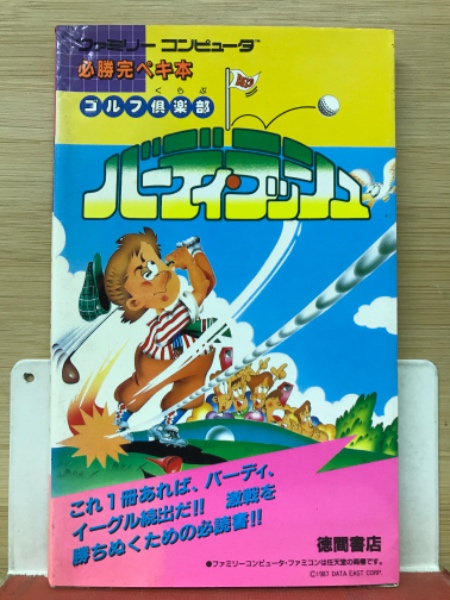 ファミリー コンピュータ™
必勝完ペキ本
くらぶ
ゴルフ倶楽部
バーディ・ラッシュ
これ1冊あれば、バーディ、
イーグル続出だ!! 激戦を
勝ちぬくための必読書!!
徳間書店
●ファミリーコンピュータ・ファミコンは任天堂の商標です。
©1987 DATA EAST CORP.